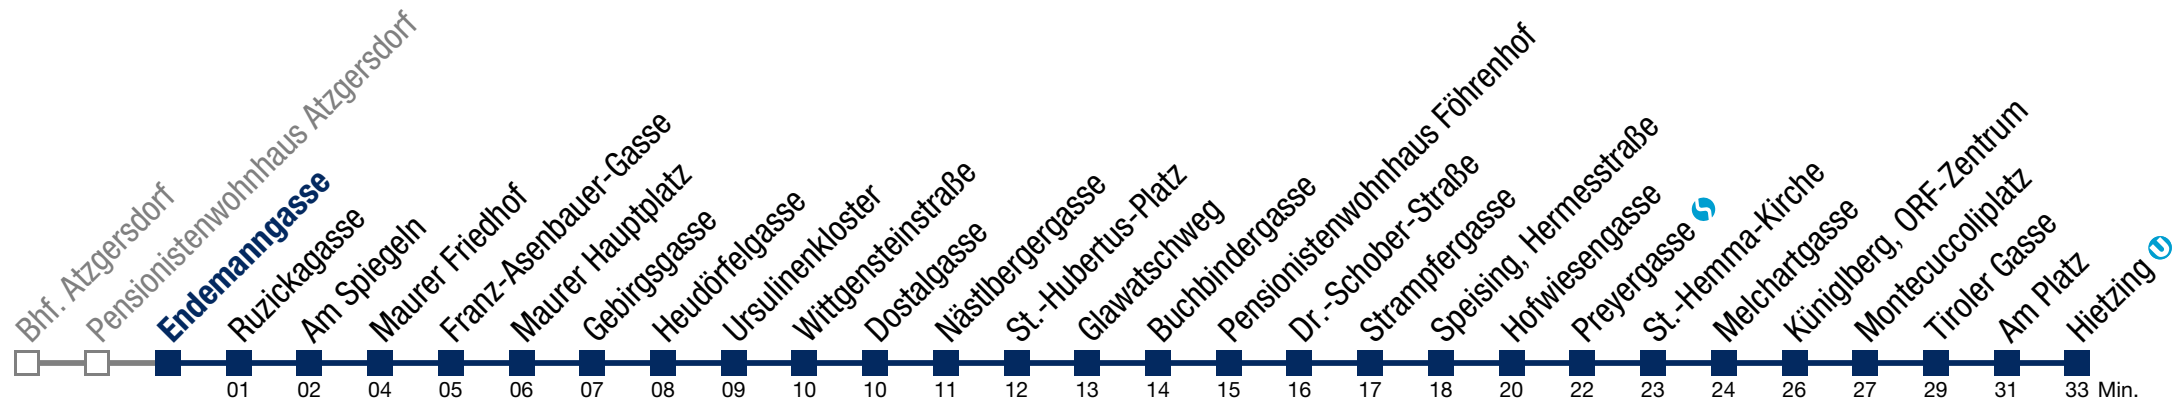 Bhf. Atzgersdorf
Pensionistenwohnhaus Atzgersdorf
Endemanngasse
Ruzickagasse
Am Spiegeln
Maurer Friedhof
Franz-Asenbauer-Gasse
Maurer Hauptplatz
Gebirgsgasse
Heudörfelgasse
Ursulinenkloster
Wittgensteinstraße
Dostalgasse
Nästlbergergasse
St.-Hubertus-Platz
Glawatschweg
Buchbindergasse
Pensionistenwohnhaus Föhrenhof
Dr.-Schober-Straße
Strampfergasse
Speising, Hermesstraße
Hofwiesengasse
Preyergasse
St.-Hemma-Kirche
Melchartgasse
Küniglberg, ORF-Zentrum
Montecuccoliplatz
Tiroler Gasse
Am Platz
Hietzing U
01 02 04 05 06 07 08 09 10 10 11 12 13 14 15 16 17 18 20 22 23 24 26 27 29 31 33 Min.